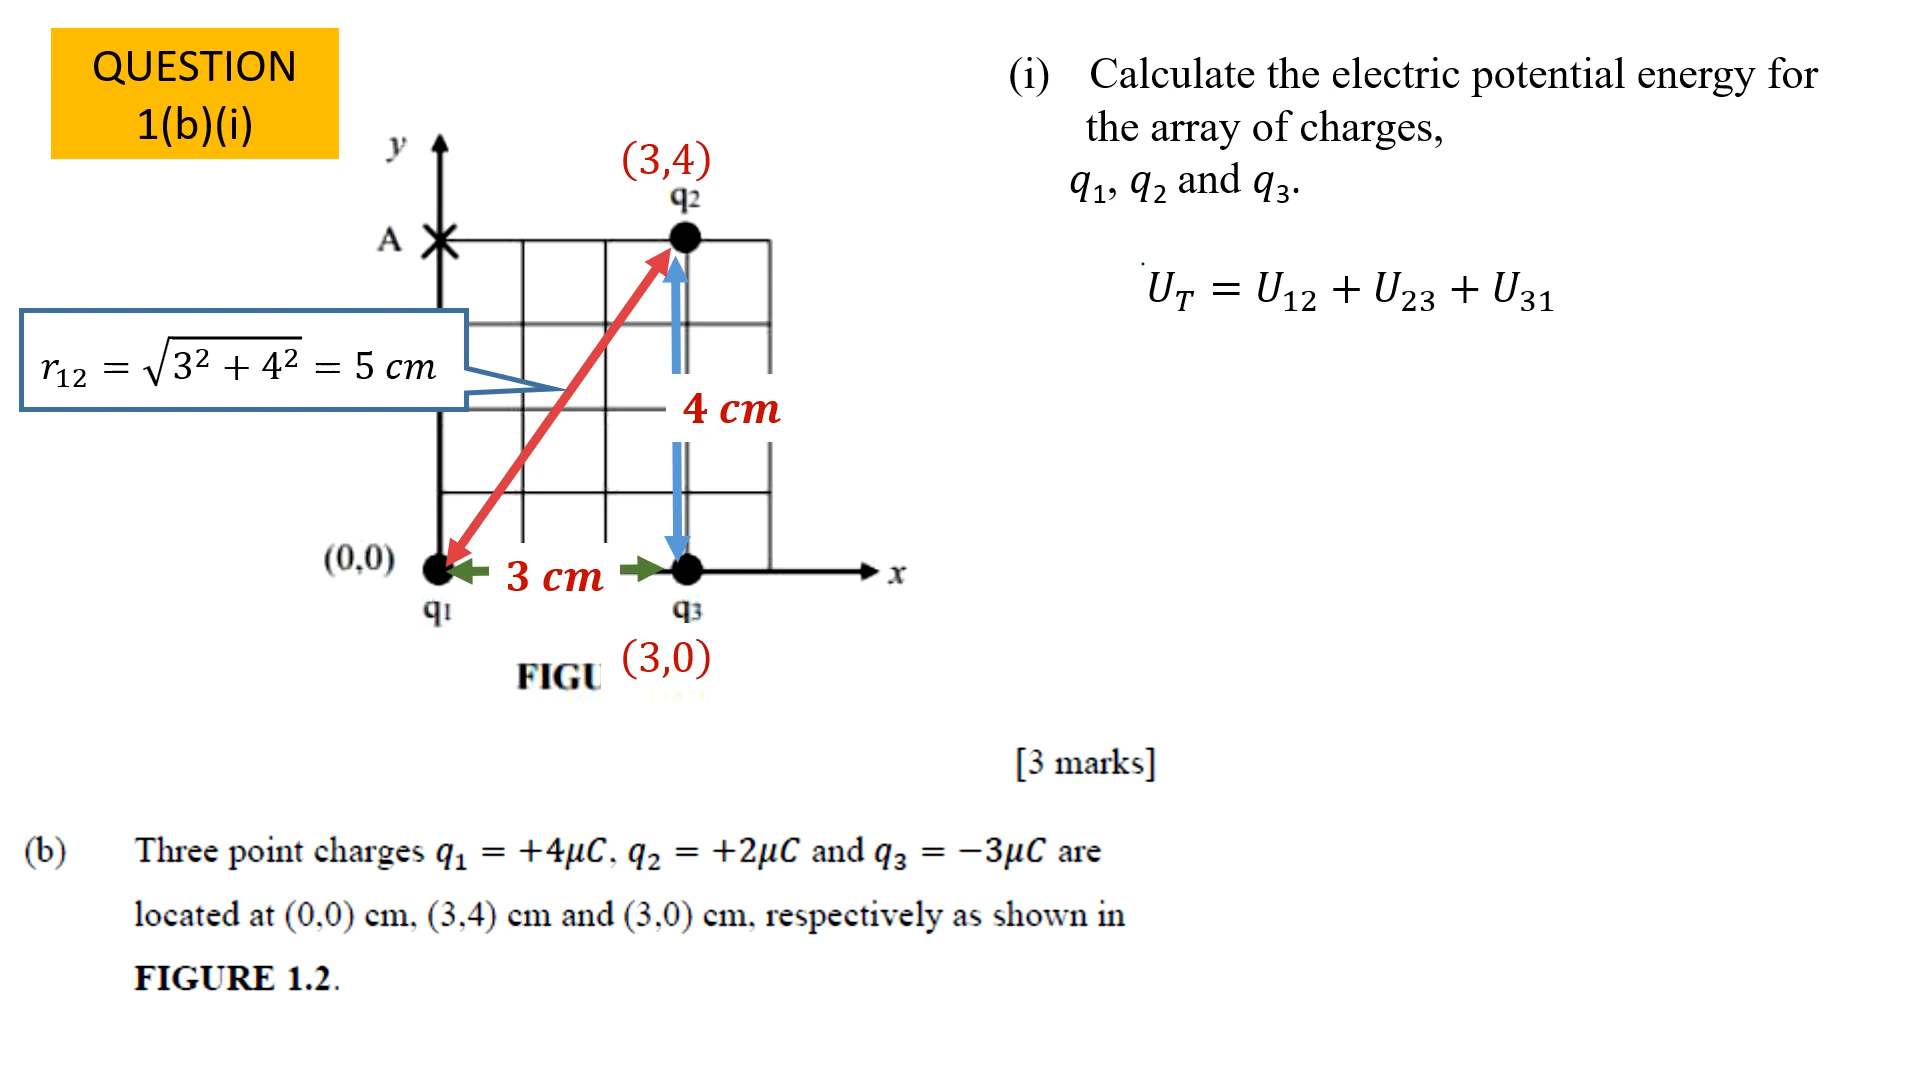 QUESTION
1(b)(i)
(i) Calculate the electric potential energy for
the array of charges,
q₁, q₂ and q₃.
U_T = U₁₂ + U₂₃ + U₃₁
y
(3,4)
q2
A
r₁₂ = √(3² + 4²) = 5 cm
4 cm
(0,0)
3 cm
x
q1
q3
(3,0)
FIGU
[3 marks]
(b) Three point charges q₁ = +4μC, q₂ = +2μC and q₃ = −3μC are
located at (0,0) cm, (3,4) cm and (3,0) cm, respectively as shown in
FIGURE 1.2.